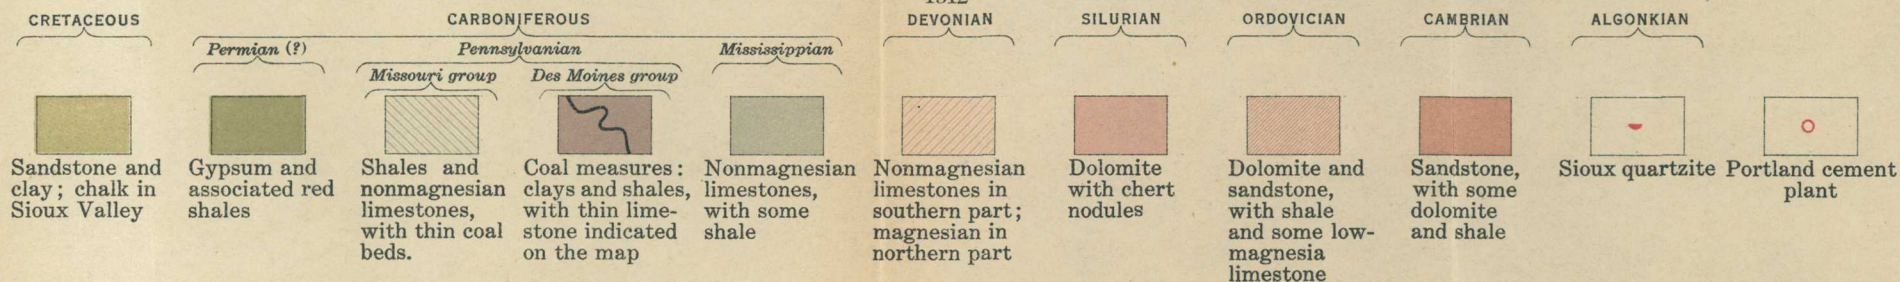 CRETACEOUS
CARBONIFEROUS
DEVONIAN
SILURIAN
ORDOVICIAN
CAMBRIAN
ALGONKIAN
Permian (?)
Pennsylvanian
Mississippian
Missouri group
Des Moines group
Sandstone and
clay; chalk in
Sioux Valley
Gypsum and
associated red
shales
Shales and
nonmagnesian
limestones,
with thin coal
beds.
Coal measures:
clays and shales,
with thin lime-
stone indicated
on the map
Nonmagnesian
limestones,
with some
shale
Nonmagnesian
limestones in
southern part;
magnesian in
northern part
Dolomite
with chert
nodules
Dolomite and
sandstone,
with shale
and some low-
magnesia
limestone
Sandstone,
with some
dolomite
and shale
Sioux quartzite
Portland cement
plant